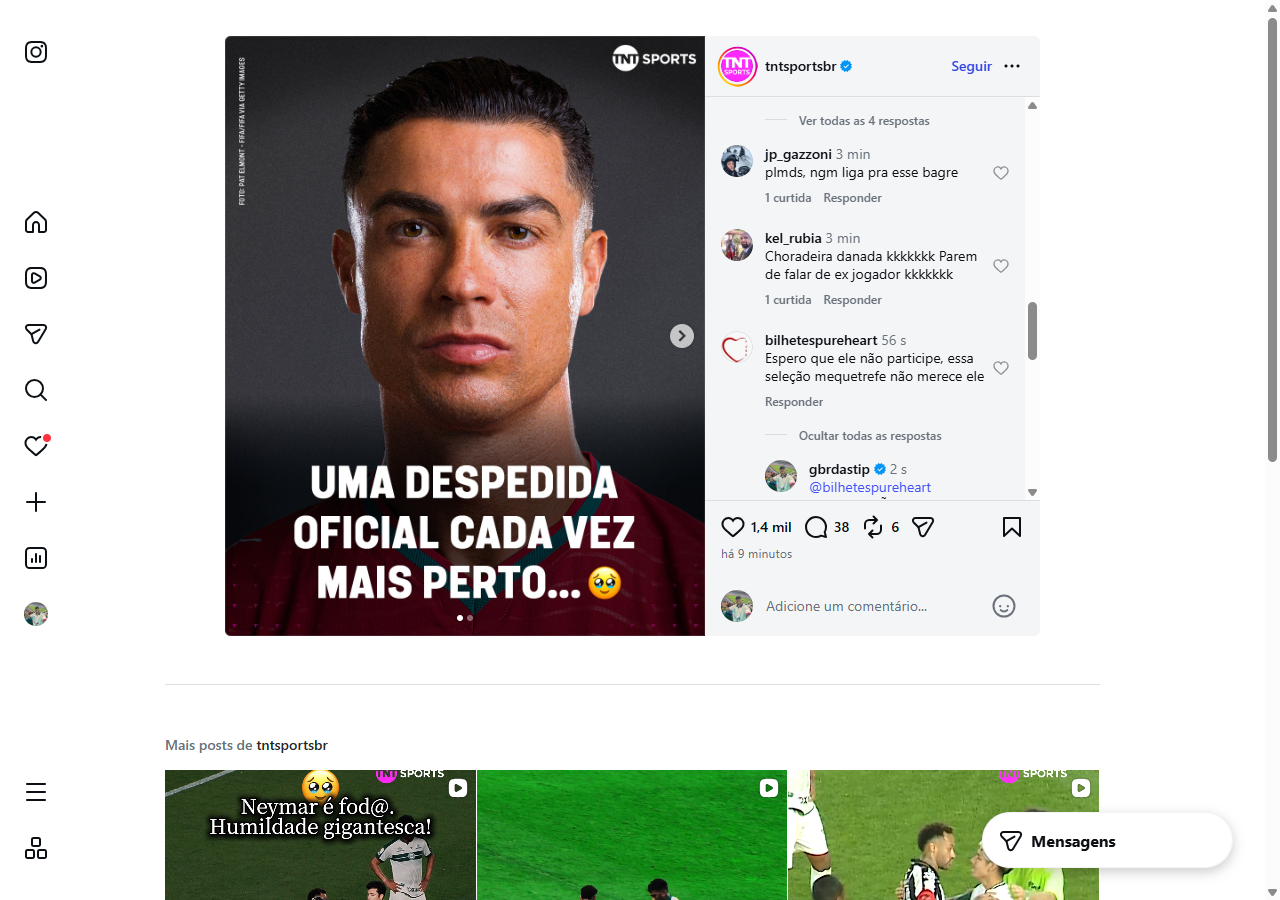 TNT SPORTS
FOTO: PAT ELMONT - FIFA/FIFA VIA GETTY IMAGES
UMA DESPEDIDA
OFICIAL CADA VEZ
MAIS PERTO...🥹
TNT
SPORTS
tntsportsbr
Seguir
Ver todas as 4 respostas
jp_gazzoni 3 min
plmds, ngm liga pra esse bagre
1 curtida Responder
kel_rubia 3 min
Choradeira danada kkkkkkk Parem
de falar de ex jogador kkkkkkk
1 curtida Responder
bilhetespureheart 56 s
Espero que ele não participe, essa
seleção mequetrefe não merece ele
Responder
Ocultar todas as respostas
gbrdastip 2 s
@bilhetespureheart
1,4 mil 38 6
há 9 minutos
Adicione um comentário...
Mais posts de tntsportsbr
TNT SPORTS
Neymar é fod@.
Humildade gigantesca!
TNT SPORTS
Mensagens